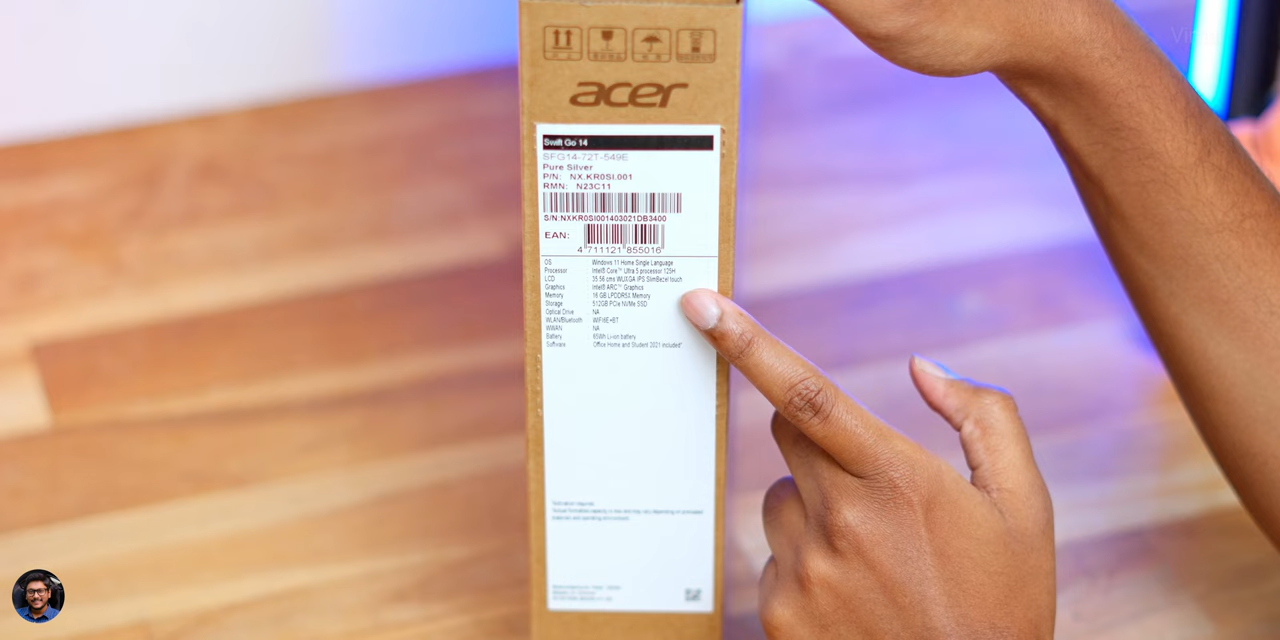 acer
Swift Go 14
SFG14-72T-549E
Pure Silver
P/N: NX.KR0SI.001
RMN: N23C11
S/N:NXKR0SI001403021DB3400
EAN:
4 711121 855016
OS Windows 11 Home Single Language
Processor Intel® Core™ Ultra 5 processor 125H
LCD 35.56 cms WUXGA IPS SlimBezel touch
Graphics Intel® ARC™ Graphics
Memory 16 GB LPDDR5X Memory
Storage 512GB PCIe NVMe SSD
Optical Drive NA
WLAN/Bluetooth WIFI6E+BT
WWAN NA
Battery 65Wh Li-ion battery
Software Office Home and Student 2021 included*